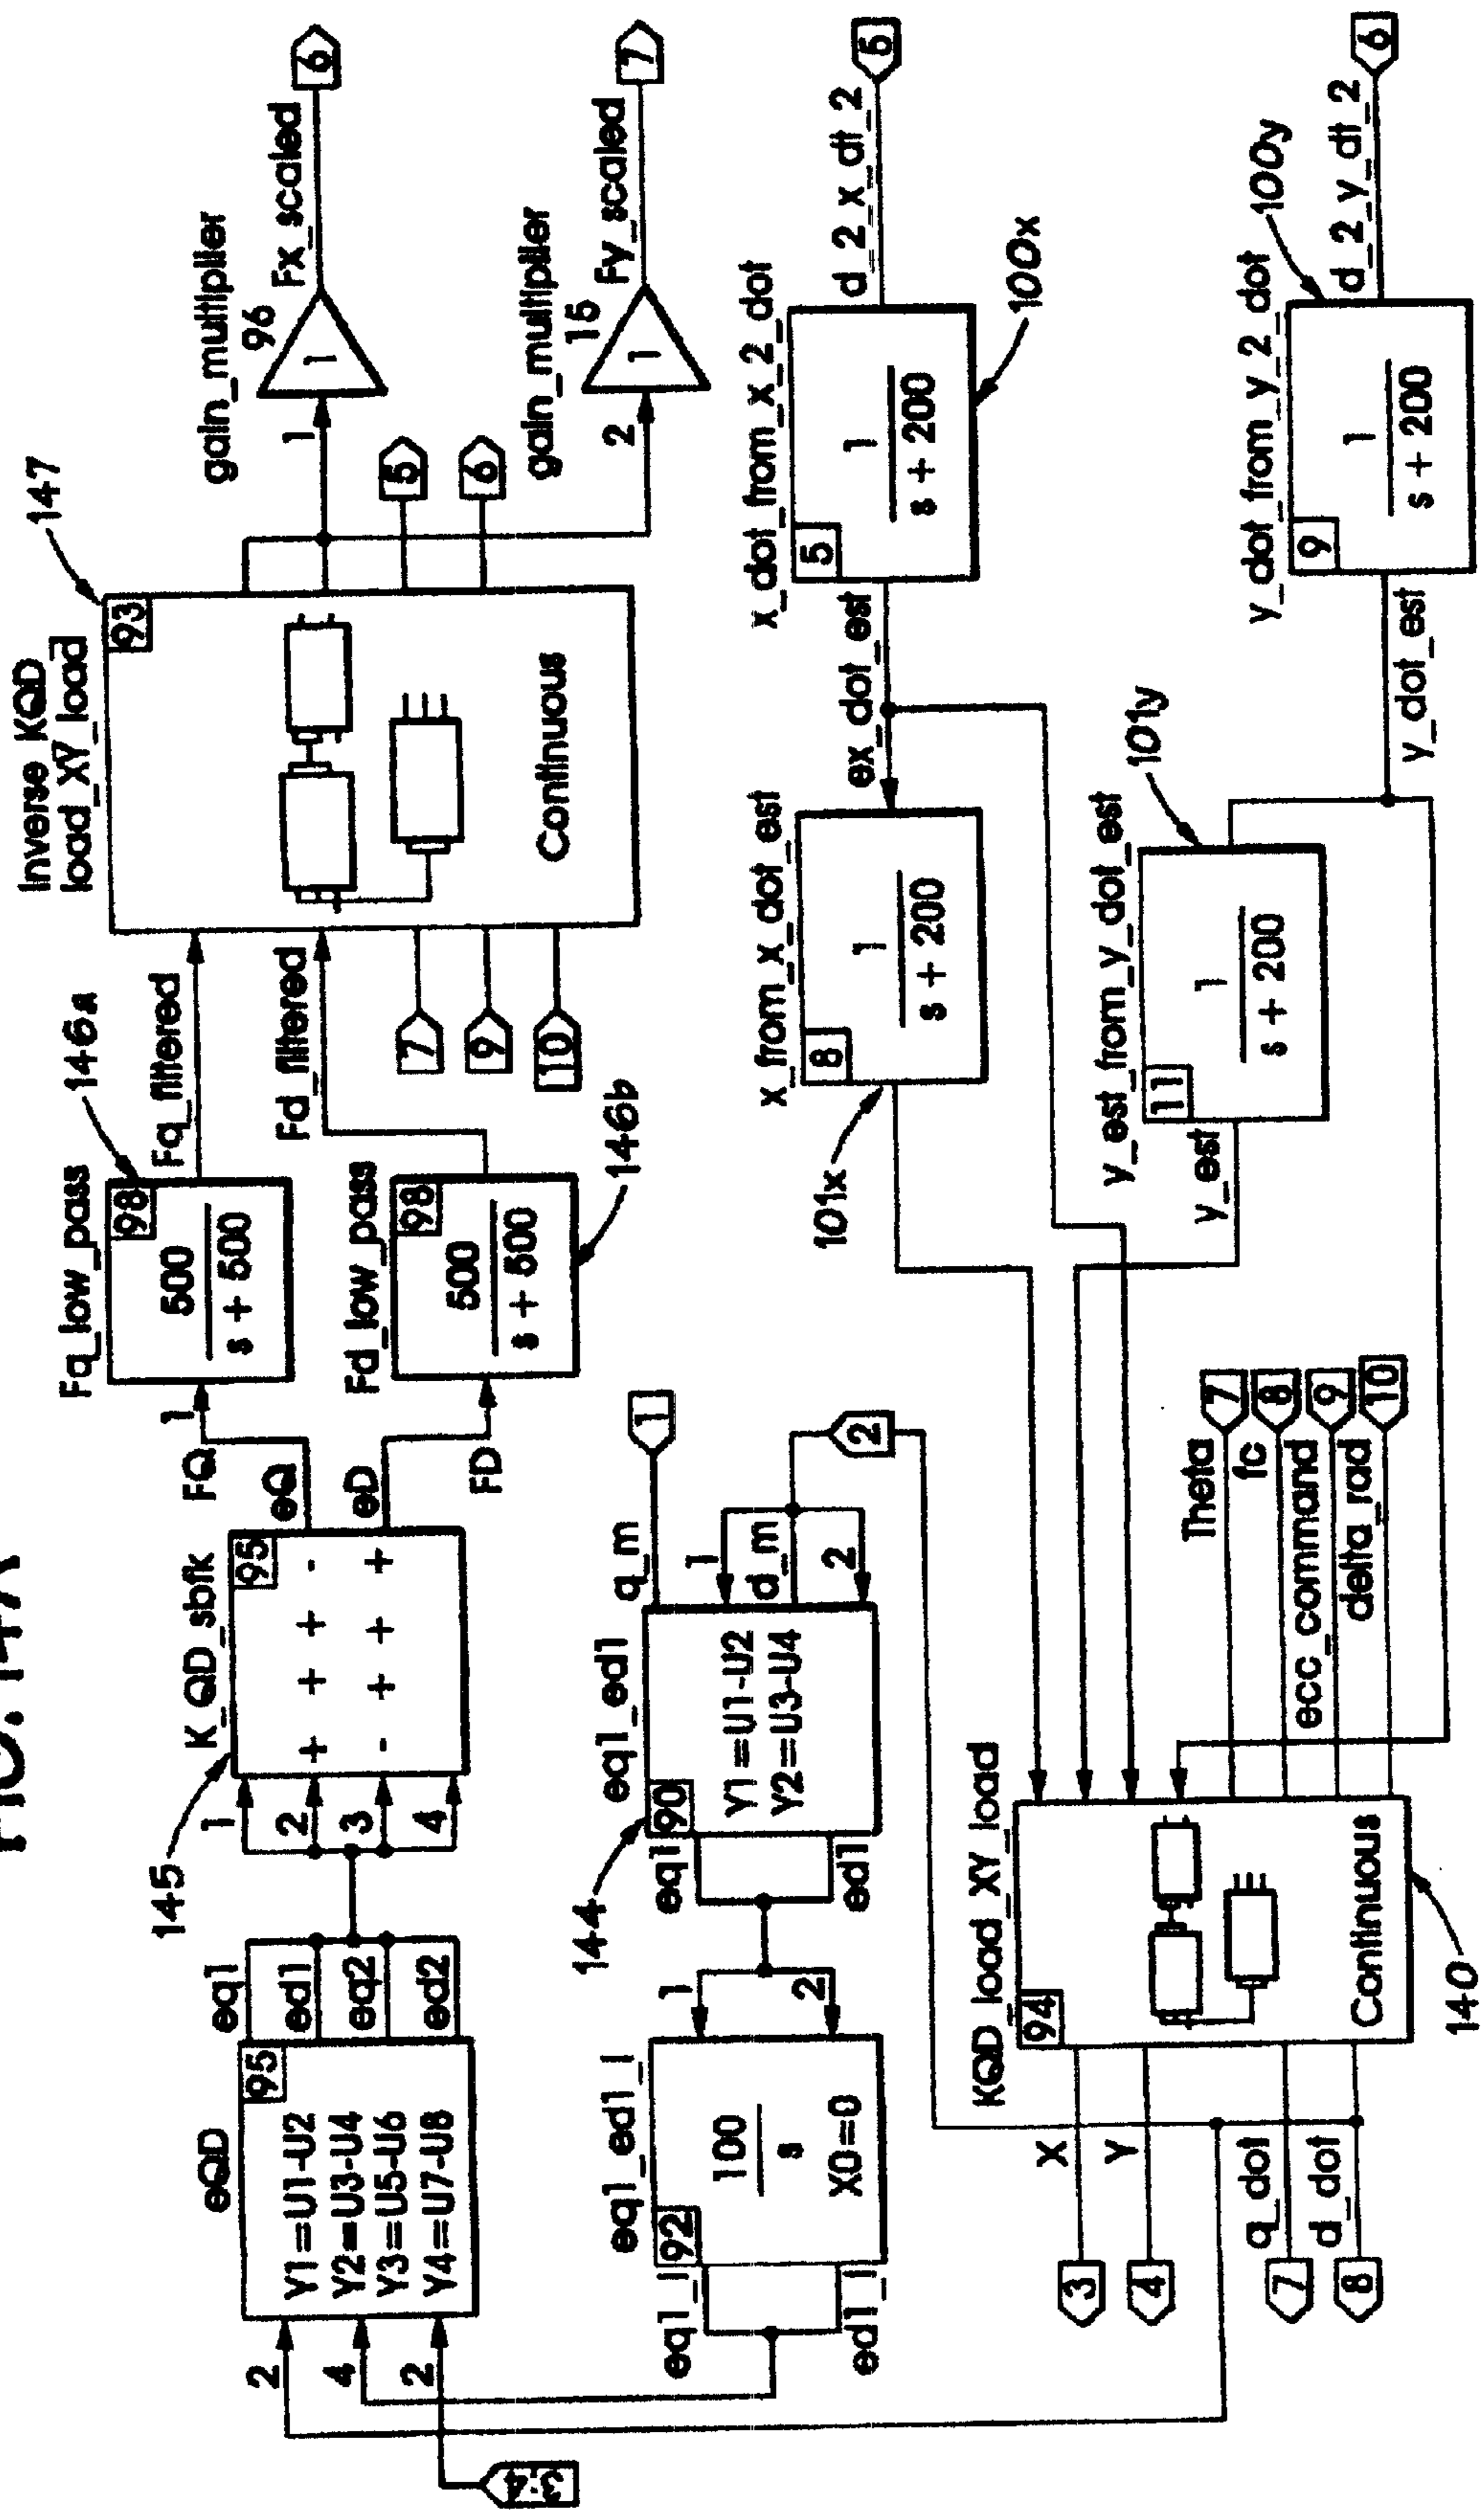 eQD
95
Y1=U1-U2
Y2=U3-U4
Y3=U5-U6
Y4=U7-U8
2
4
2
3:4
eq1
ed1
eq2
ed2
145
K_QD_sbfk
95
1
2
3
4
+ + + -
- + + +
eQ
eD
FQ
FD
1
Fq_low_pass
98
500
s + 500
146a
Fq_filtered
Fd_low_pass
98
500
s + 500
146b
Fd_filtered
7
9
10
Inverse KQD
load_XY_load
93
147
Continuous
5
6
gain_multiplier
96
1
1
Fx_scaled
6
gain_multiplier
15
2
1
Fy_scaled
7
eq1_ed1_i
92
100
s
X0=0
eq1_i
ed1_i
1
2
144
eq1_ed1
90
Y1=U1-U2
Y2=U3-U4
eq1
ed1
q_m
1
1
d_m
2
2
x_from_x_dot_est
8
1
s + 200
101x
ex_dot_est
x_dot_from_x_2_dot
5
1
s + 200
100x
d_2_x_dt_2
5
y_est_from_y_dot_est
11
1
s + 200
101y
y_est
y_dot_est
y_dot_from_y_2_dot
9
1
s + 200
100y
d_2_y_dt_2
6
KQD_load_XY_load
94
Continuous
140
X
3
Y
4
q_dot
7
d_dot
8
Theta
7
1c
8
ecc_command
9
delta_rad
10